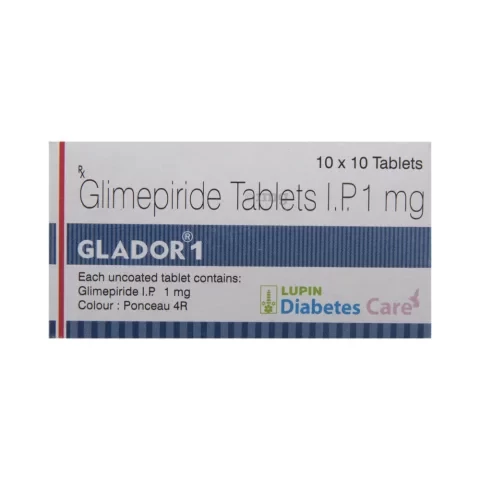 10 x 10 Tablets
Rx
Glimepiride Tablets I.P. 1 mg
GLADOR® 1
Each uncoated tablet contains:
Glimepiride I.P. 1 mg
Colour : Ponceau 4R
LUPIN
Diabetes Care